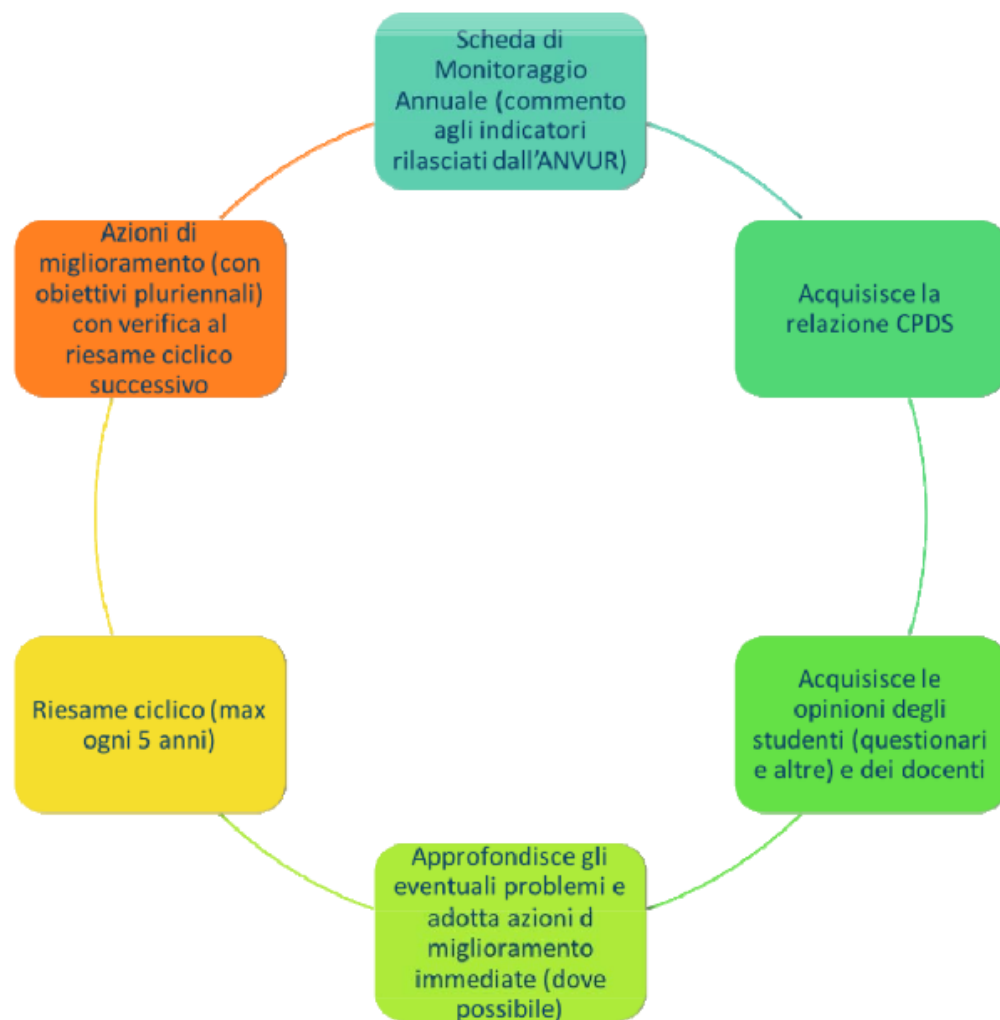 Scheda di
Monitoraggio
Annuale (commento
agli indicatori
rilasciati dall'ANVUR)
Acquisisce la
relazione CPDS
Acquisisce le
opinioni degli
studenti (questionari
e altre) e dei docenti
Approfondisce gli
eventuali problemi e
adotta azioni d
miglioramento
immediate (dove
possibile)
Riesame ciclico (max
ogni 5 anni)
Azioni di
miglioramento (con
obiettivi pluriennali)
con verifica al
riesame ciclico
successivo